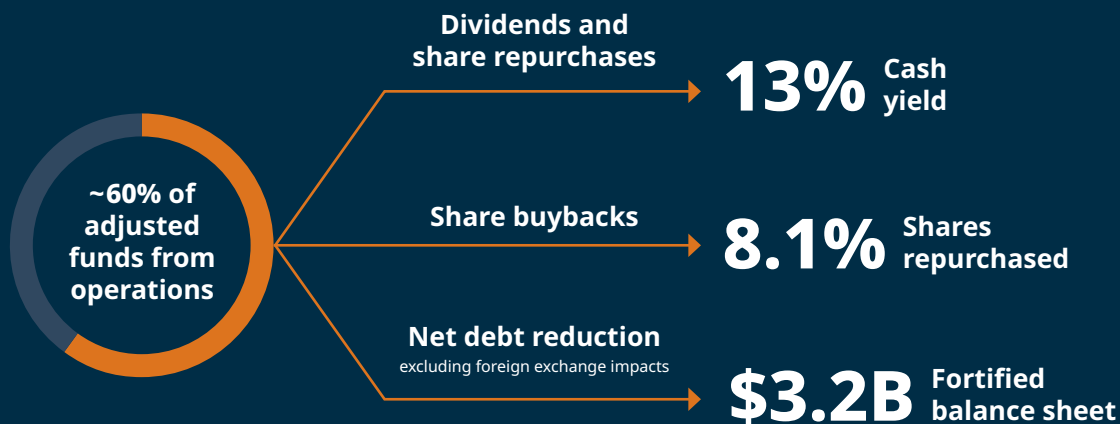 ~60% of
adjusted
funds from
operations
Dividends and
share repurchases
13%
Cash
yield
Share buybacks
8.1%
Shares
repurchased
Net debt reduction
excluding foreign exchange impacts
$3.2B
Fortified
balance sheet